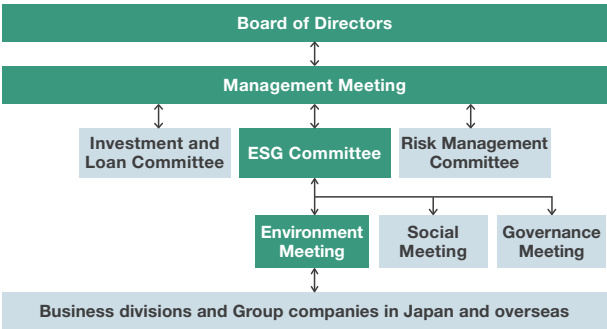 Board of Directors
Management Meeting
Investment and
Loan Committee
ESG Committee
Risk Management
Committee
Environment
Meeting
Social
Meeting
Governance
Meeting
Business divisions and Group companies in Japan and overseas